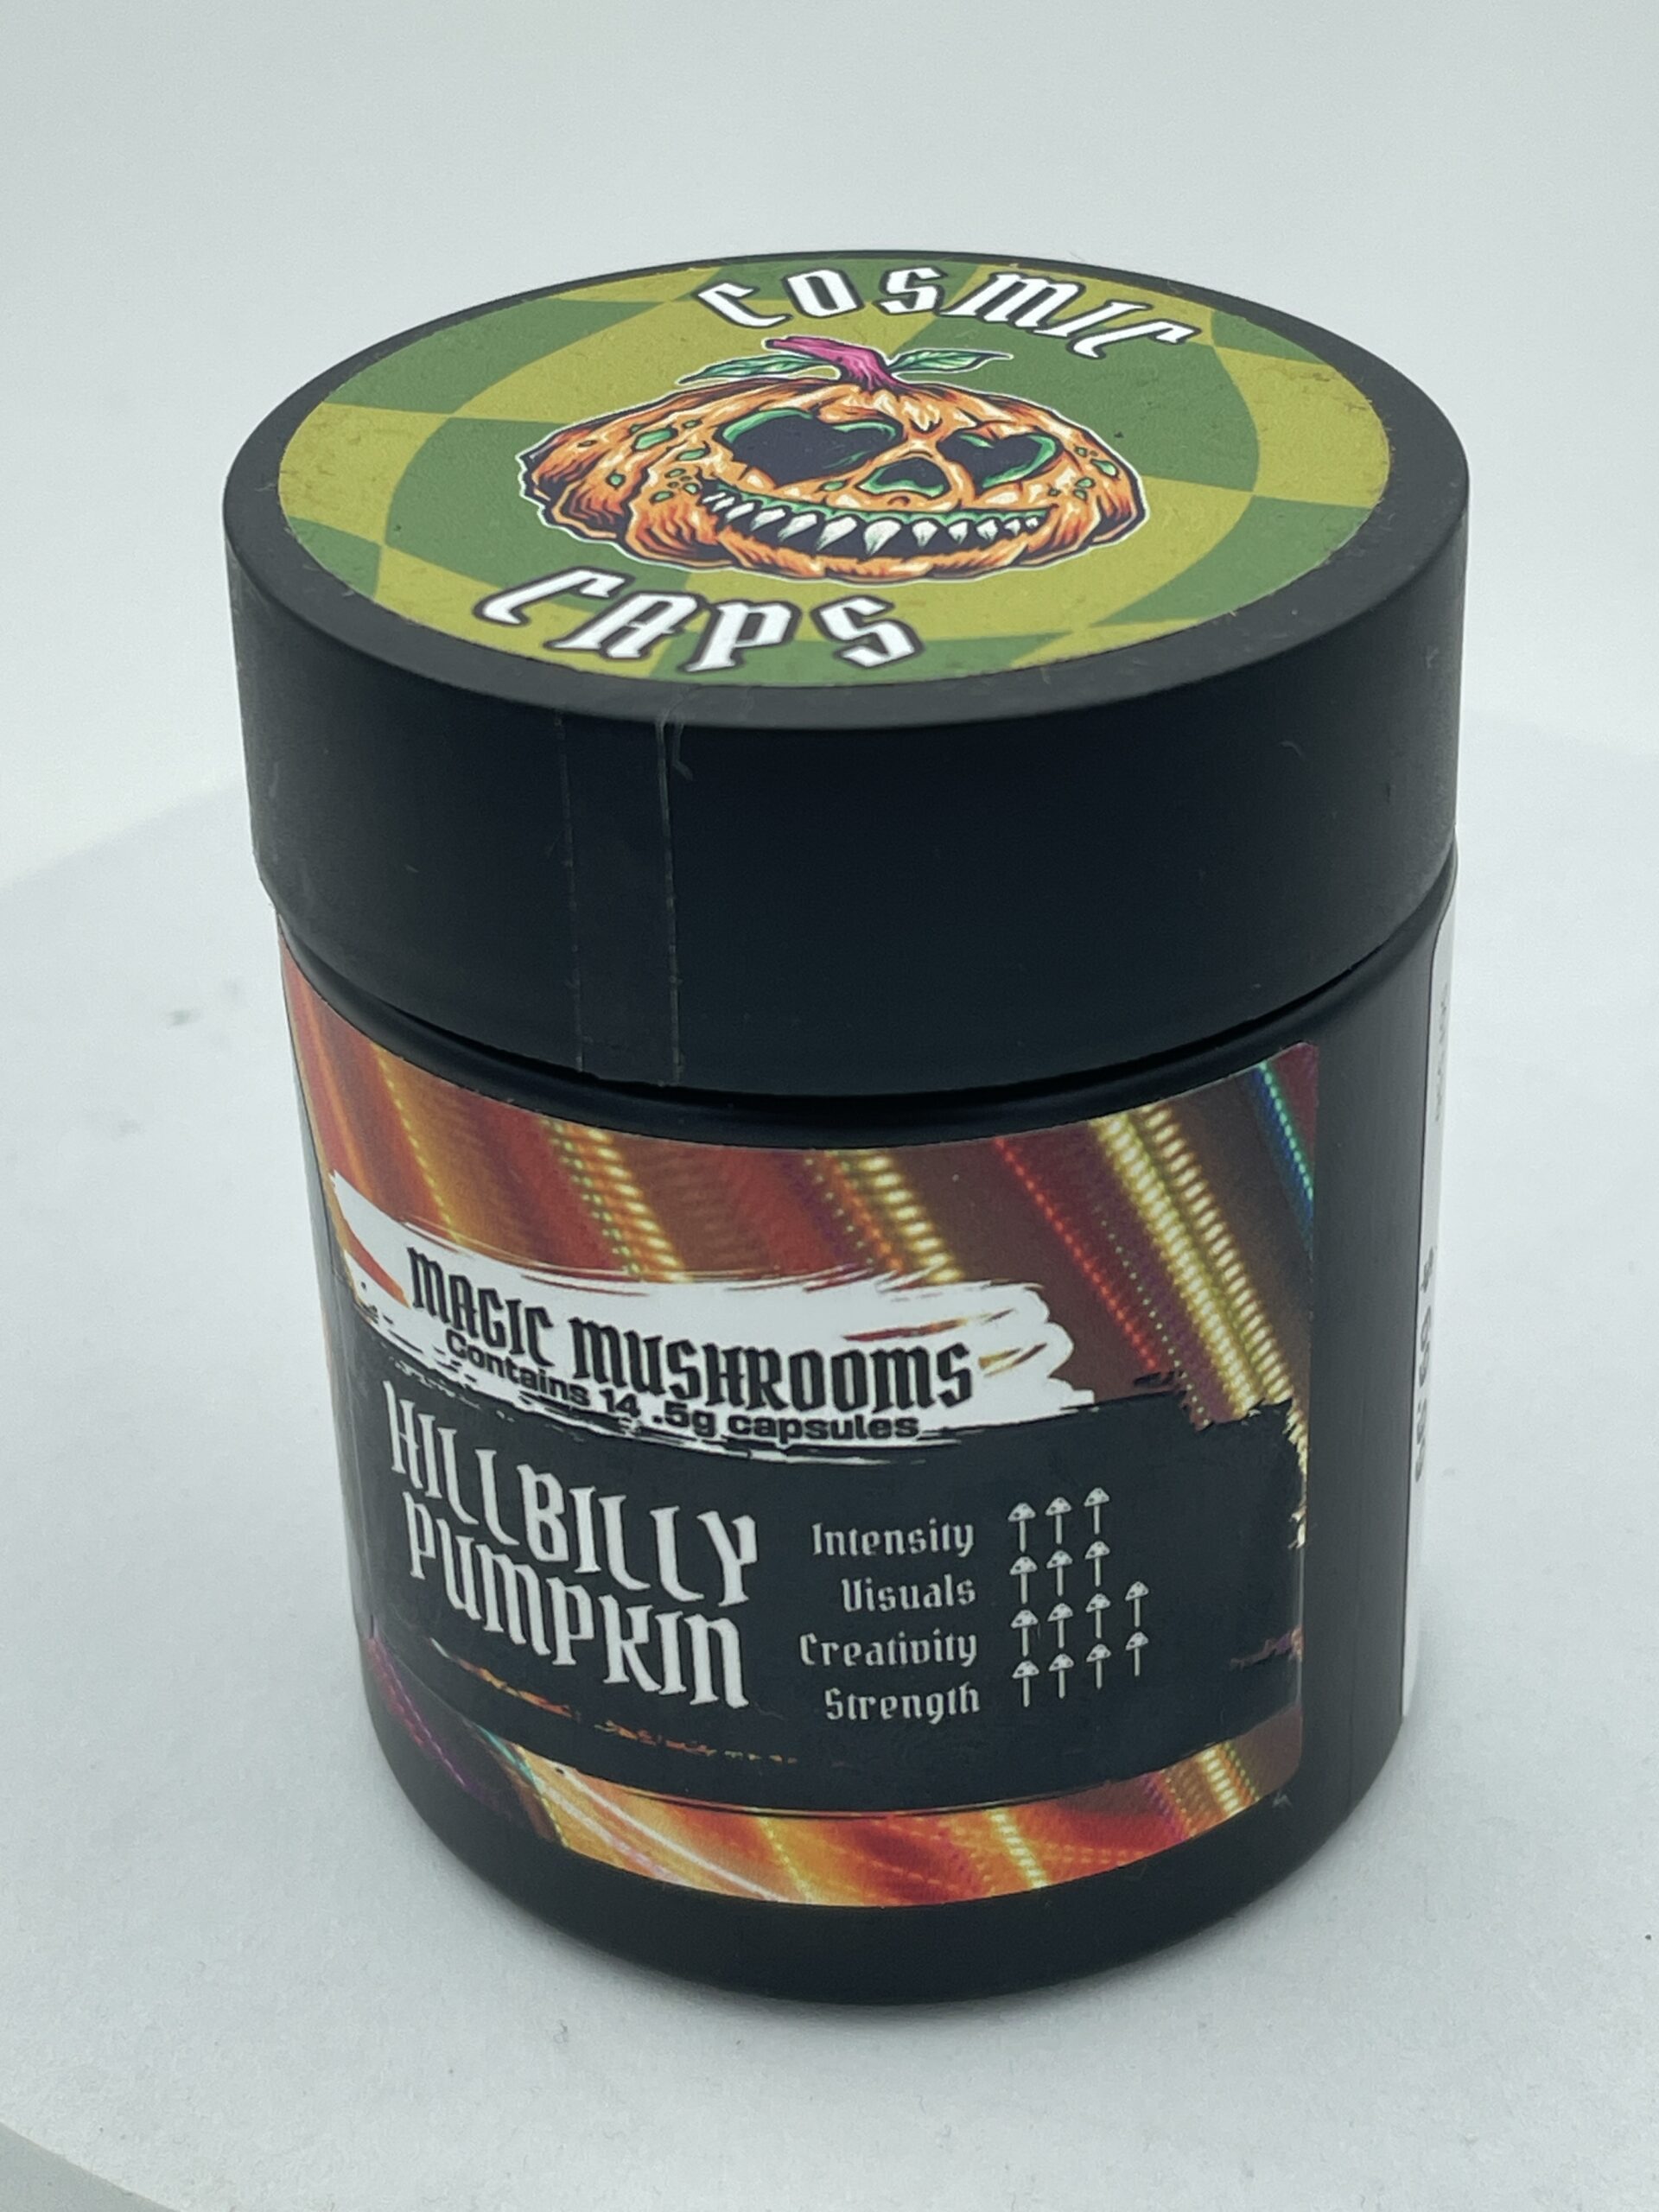 COSMIC
CAPS
MAGIC MUSHROOMS
Contains 14 .5g capsules
HILLBILLY
PUMPKIN
Intensity
Visuals
Creativity
Strength